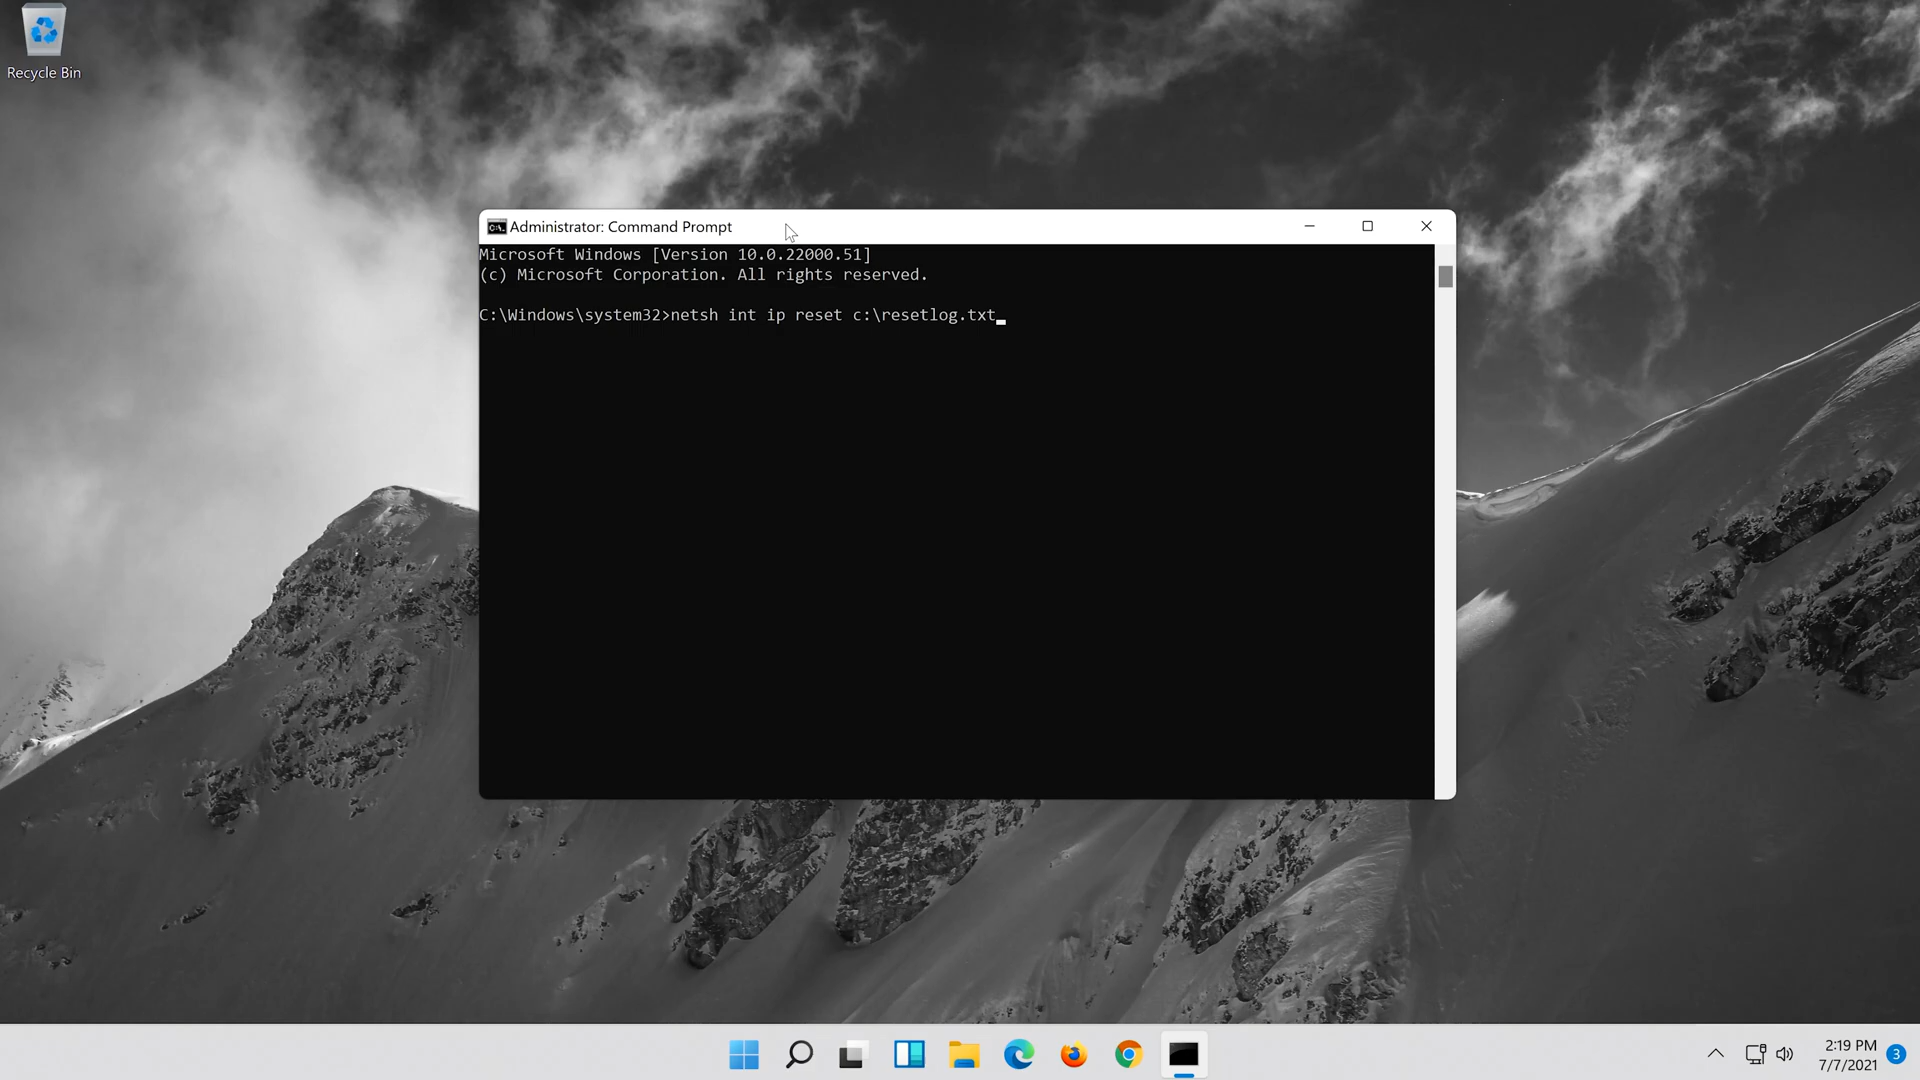 Recycle Bin
Administrator: Command Prompt
Microsoft Windows [Version 10.0.22000.51]
(c) Microsoft Corporation. All rights reserved.
C:\Windows\system32>netsh int ip reset c:\resetlog.txt
2:19 PM
7/7/2021
3